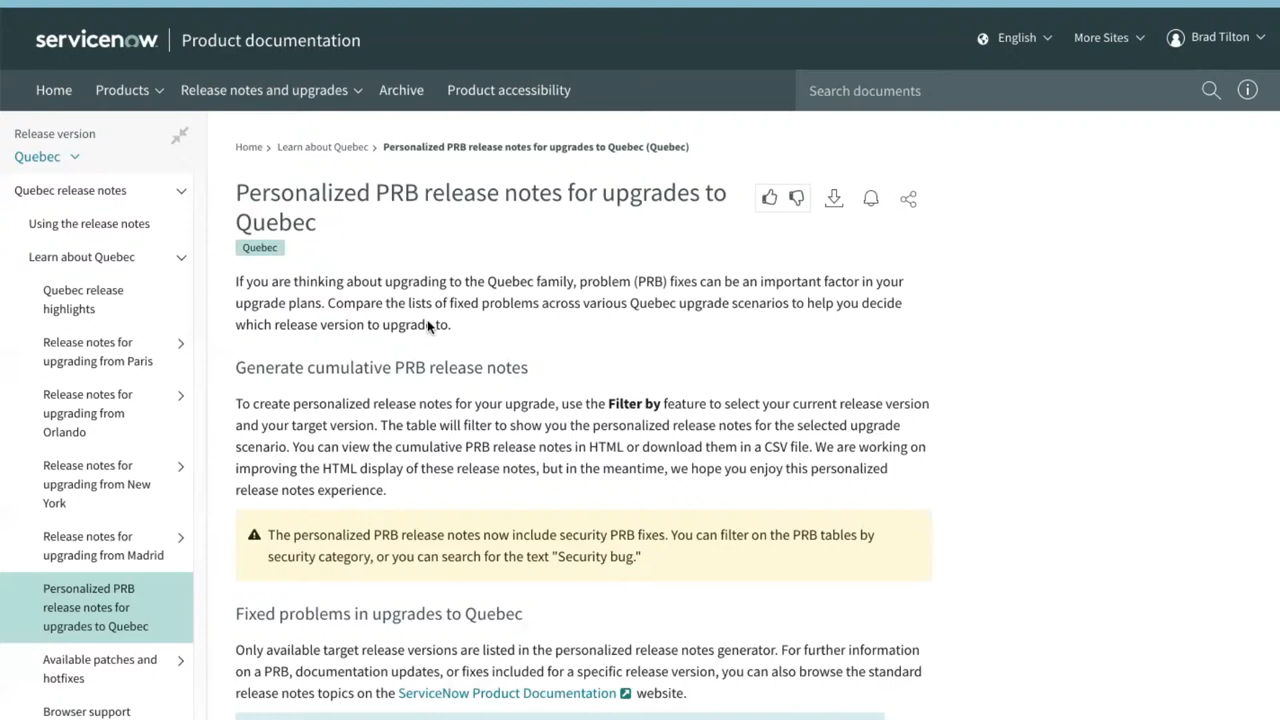 servicenow Product documentation
English More Sites Brad Tilton
Home Products Release notes and upgrades Archive Product accessibility Search documents
Release version
Quebec
Quebec release notes
Using the release notes
Learn about Quebec
Quebec release
highlights
Release notes for
upgrading from Paris
Release notes for
upgrading from
Orlando
Release notes for
upgrading from New
York
Release notes for
upgrading from Madrid
Personalized PRB
release notes for
upgrades to Quebec
Available patches and
hotfixes
Browser support
Home > Learn about Quebec > Personalized PRB release notes for upgrades to Quebec (Quebec)
Personalized PRB release notes for upgrades to
Quebec
Quebec
If you are thinking about upgrading to the Quebec family, problem (PRB) fixes can be an important factor in your
upgrade plans. Compare the lists of fixed problems across various Quebec upgrade scenarios to help you decide
which release version to upgrade to.
Generate cumulative PRB release notes
To create personalized release notes for your upgrade, use the Filter by feature to select your current release version
and your target version. The table will filter to show you the personalized release notes for the selected upgrade
scenario. You can view the cumulative PRB release notes in HTML or download them in a CSV file. We are working on
improving the HTML display of these release notes, but in the meantime, we hope you enjoy this personalized
release notes experience.
The personalized PRB release notes now include security PRB fixes. You can filter on the PRB tables by
security category, or you can search for the text "Security bug."
Fixed problems in upgrades to Quebec
Only available target release versions are listed in the personalized release notes generator. For further information
on a PRB, documentation updates, or fixes included for a specific release version, you can also browse the standard
release notes topics on the ServiceNow Product Documentation website.